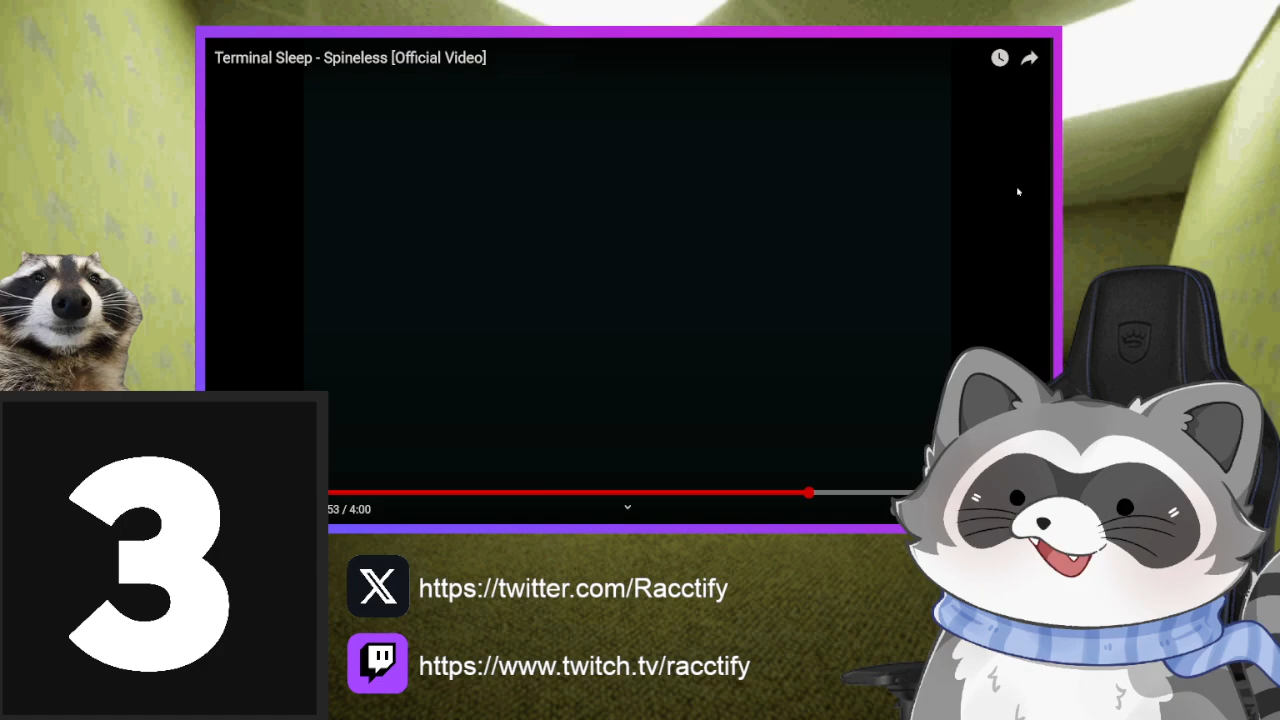 Terminal Sleep - Spineless [Official Video]
53 / 4:00
3
https://twitter.com/Racctify
https://www.twitch.tv/racctify